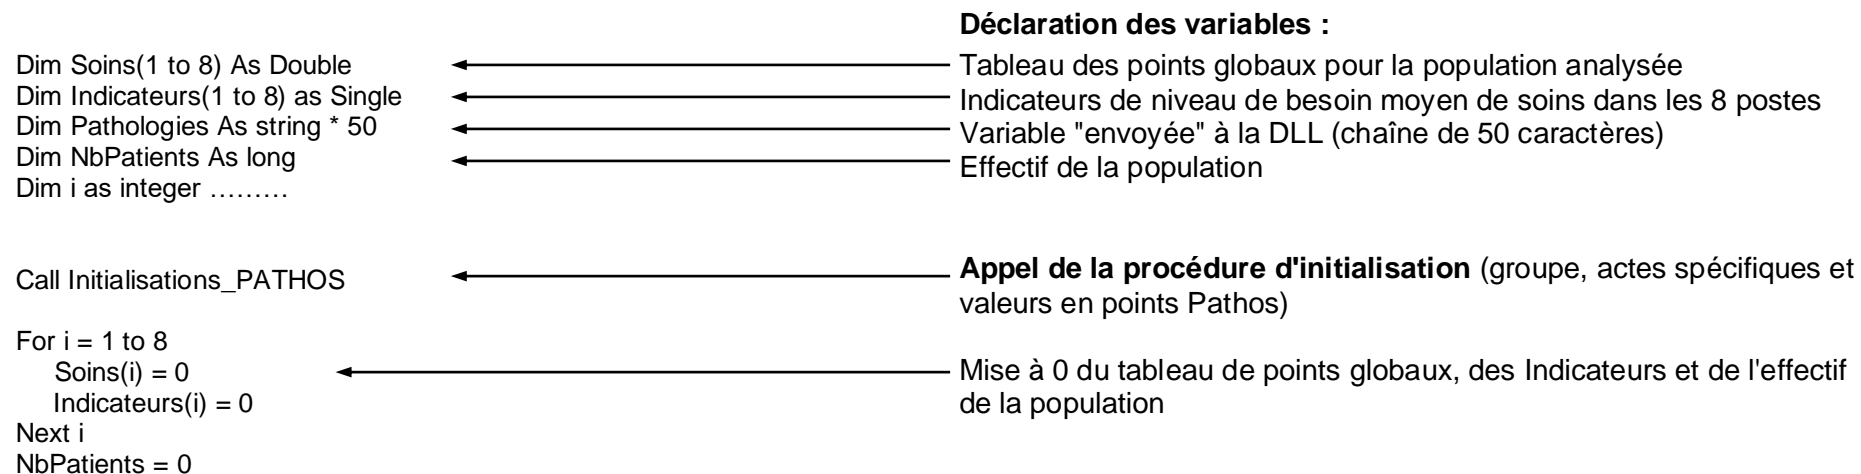 Déclaration des variables :
Dim Soins(1 to 8) As Double
Tableau des points globaux pour la population analysée
Dim Indicateurs(1 to 8) as Single
Indicateurs de niveau de besoin moyen de soins dans les 8 postes
Dim Pathologies As string * 50
Variable "envoyée" à la DLL (chaîne de 50 caractères)
Dim NbPatients As long
Effectif de la population
Dim i as integer ………
Call Initialisations_PATHOS
Appel de la procédure d'initialisation (groupe, actes spécifiques et
valeurs en points Pathos)
For i = 1 to 8
Soins(i) = 0
Mise à 0 du tableau de points globaux, des Indicateurs et de l'effectif
de la population
Indicateurs(i) = 0
Next i
NbPatients = 0